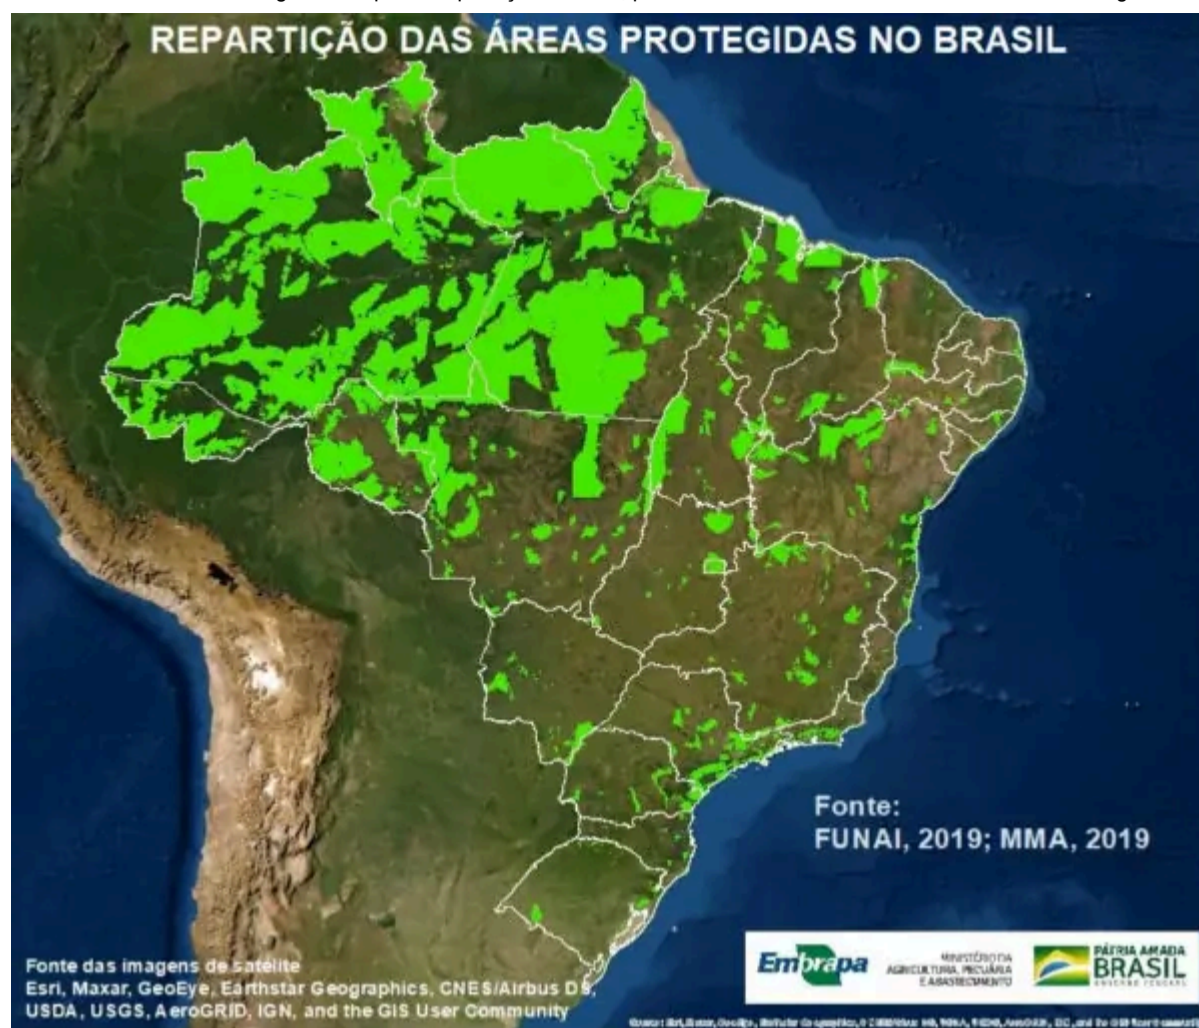 REPARTIÇÃO DAS ÁREAS PROTEGIDAS NO BRASIL
Fonte:
FUNAI, 2019; MMA, 2019
Fonte das imagens de satélite
Esri, Maxar, GeoEye, Earthstar Geographics, CNES/Airbus DS,
USDA, USGS, AeroGRID, IGN, and the GIS User Community
Embrapa
MINISTÉRIO DA
AGRICULTURA, PECUÁRIA
E ABASTECIMENTO
PÁTRIA AMADA
BRASIL
GOVERNO FEDERAL